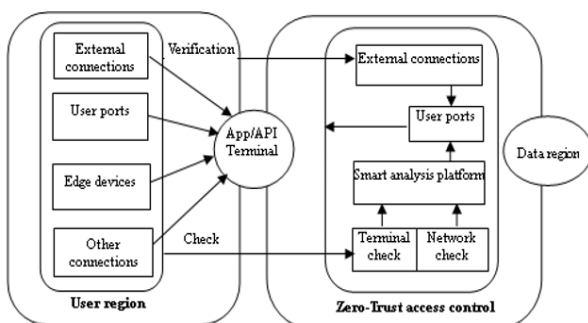 External
connections
User ports
Edge devices
Other
connections
User region
Verification
App/API
Terminal
Check
External connections
User ports
Smart analysis platform
Terminal
check
Network
check
Zero-Trust access control
Data region